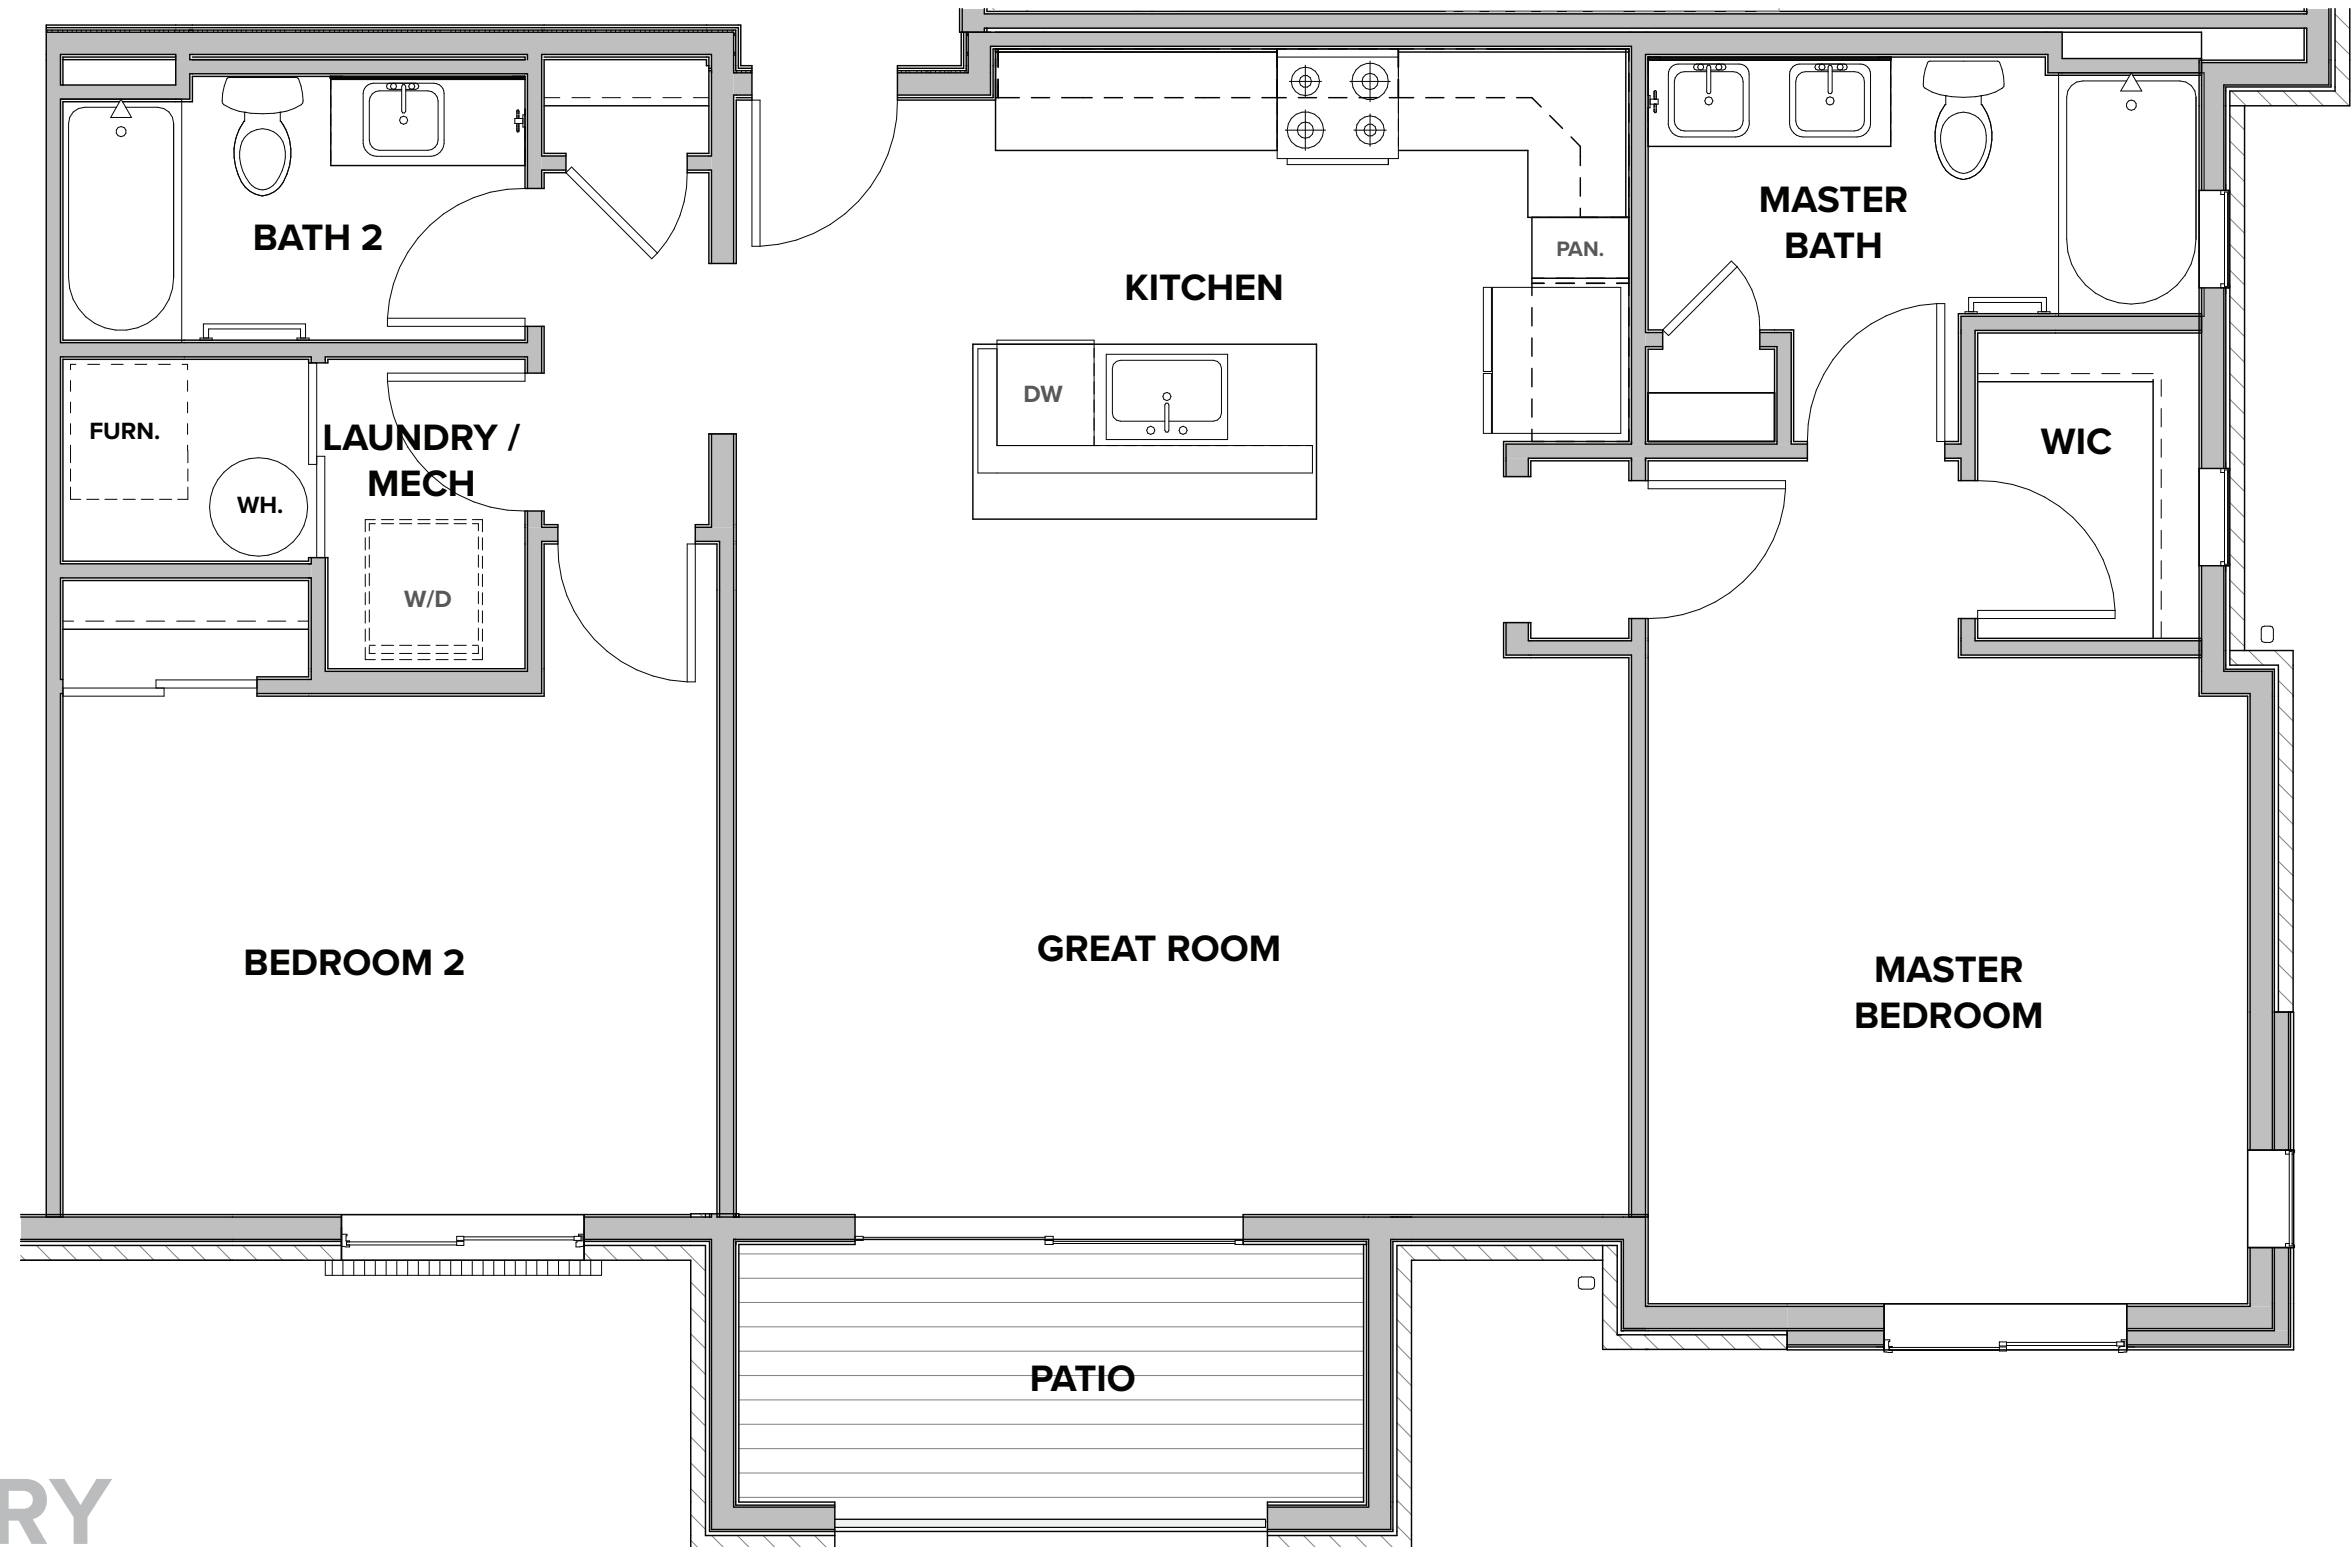 BATH 2
MASTER
BATH
PAN.
KITCHEN
DW
FURN.
LAUNDRY /
MECH
WH.
WIC
W/D
BEDROOM 2
GREAT ROOM
MASTER
BEDROOM
PATIO
RY